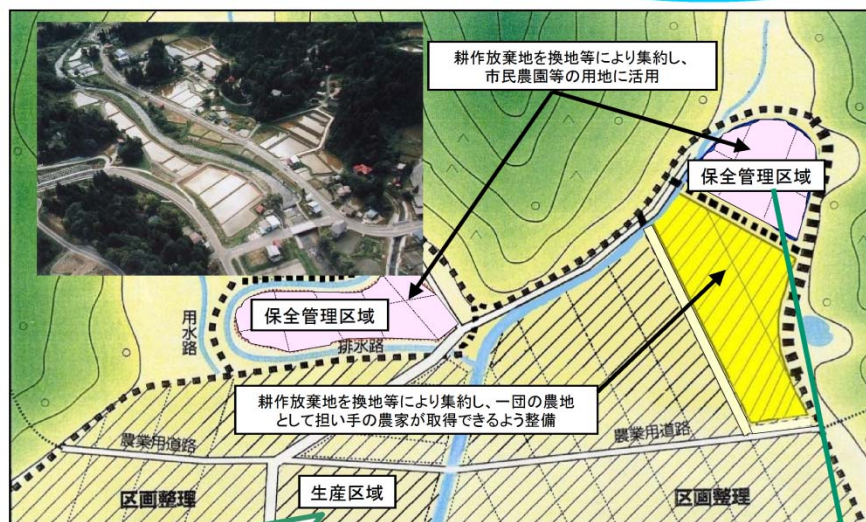 耕作放棄地を換地等により集約し、
市民農園等の用地に活用
保全管理区域
保全管理区域
用水路
排水路
耕作放棄地を換地等により集約し、一団の農地
として担い手の農家が取得できるよう整備
農業用道路
農業用道路
生産区域
区画整理
区画整理